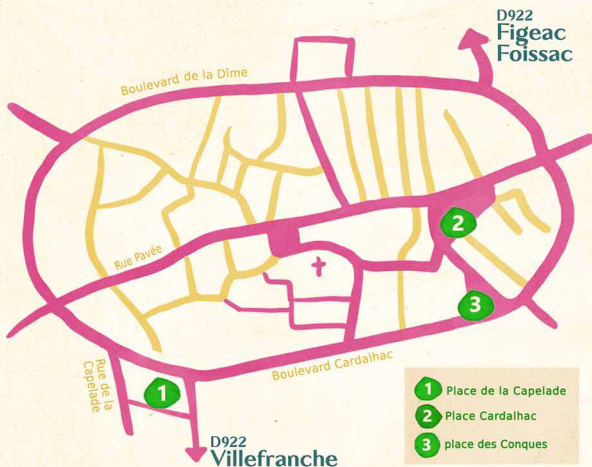 D922
Figeac
Foissac
Boulevard de la Dîme
2
Rue Pavée
3
Boulevard Cardalhac
Rue de la
Capelade
1
D922
Villefranche
1 Place de la Capelade
2 Place Cardalhac
3 place des Conques